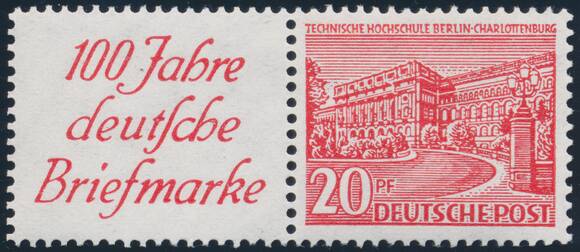 100 Jahre
deutſche
Briefmarke
TECHNISCHE HOCHSCHULE BERLIN-CHARLOTTENBURG
20 PF
DEUTSCHE POST